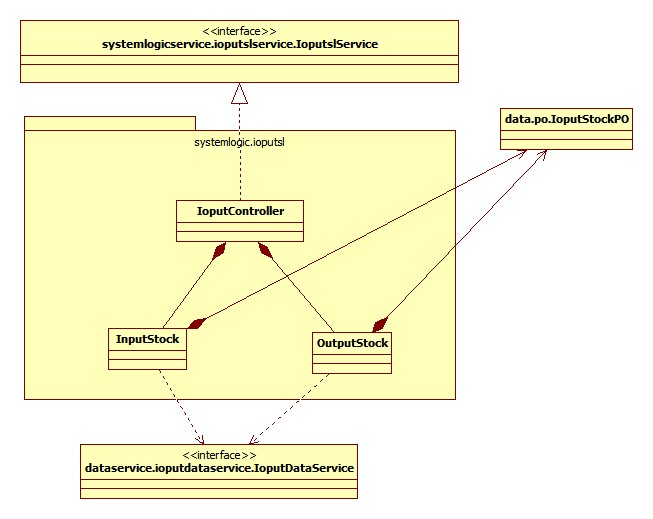 <<interface>>
systemlogicservice.ioputslservice.IoputslService
data.po.IoputStockPO
systemlogic.ioputsl
IoputController
InputStock
OutputStock
<<interface>>
dataservice.ioputdataservice.IoputDataService